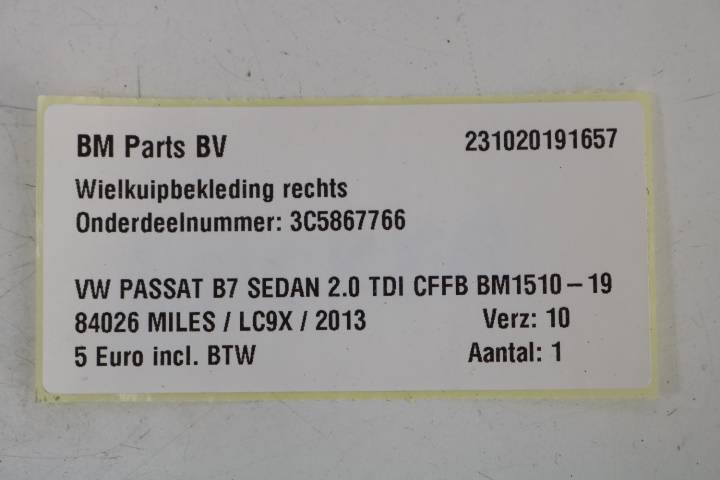 BM Parts BV 231020191657
Wielkuipbekleding rechts
Onderdeelnummer: 3C5867766
VW PASSAT B7 SEDAN 2.0 TDI CFFB BM1510-19
84026 MILES / LC9X / 2013 Verz: 10
5 Euro incl. BTW Aantal: 1